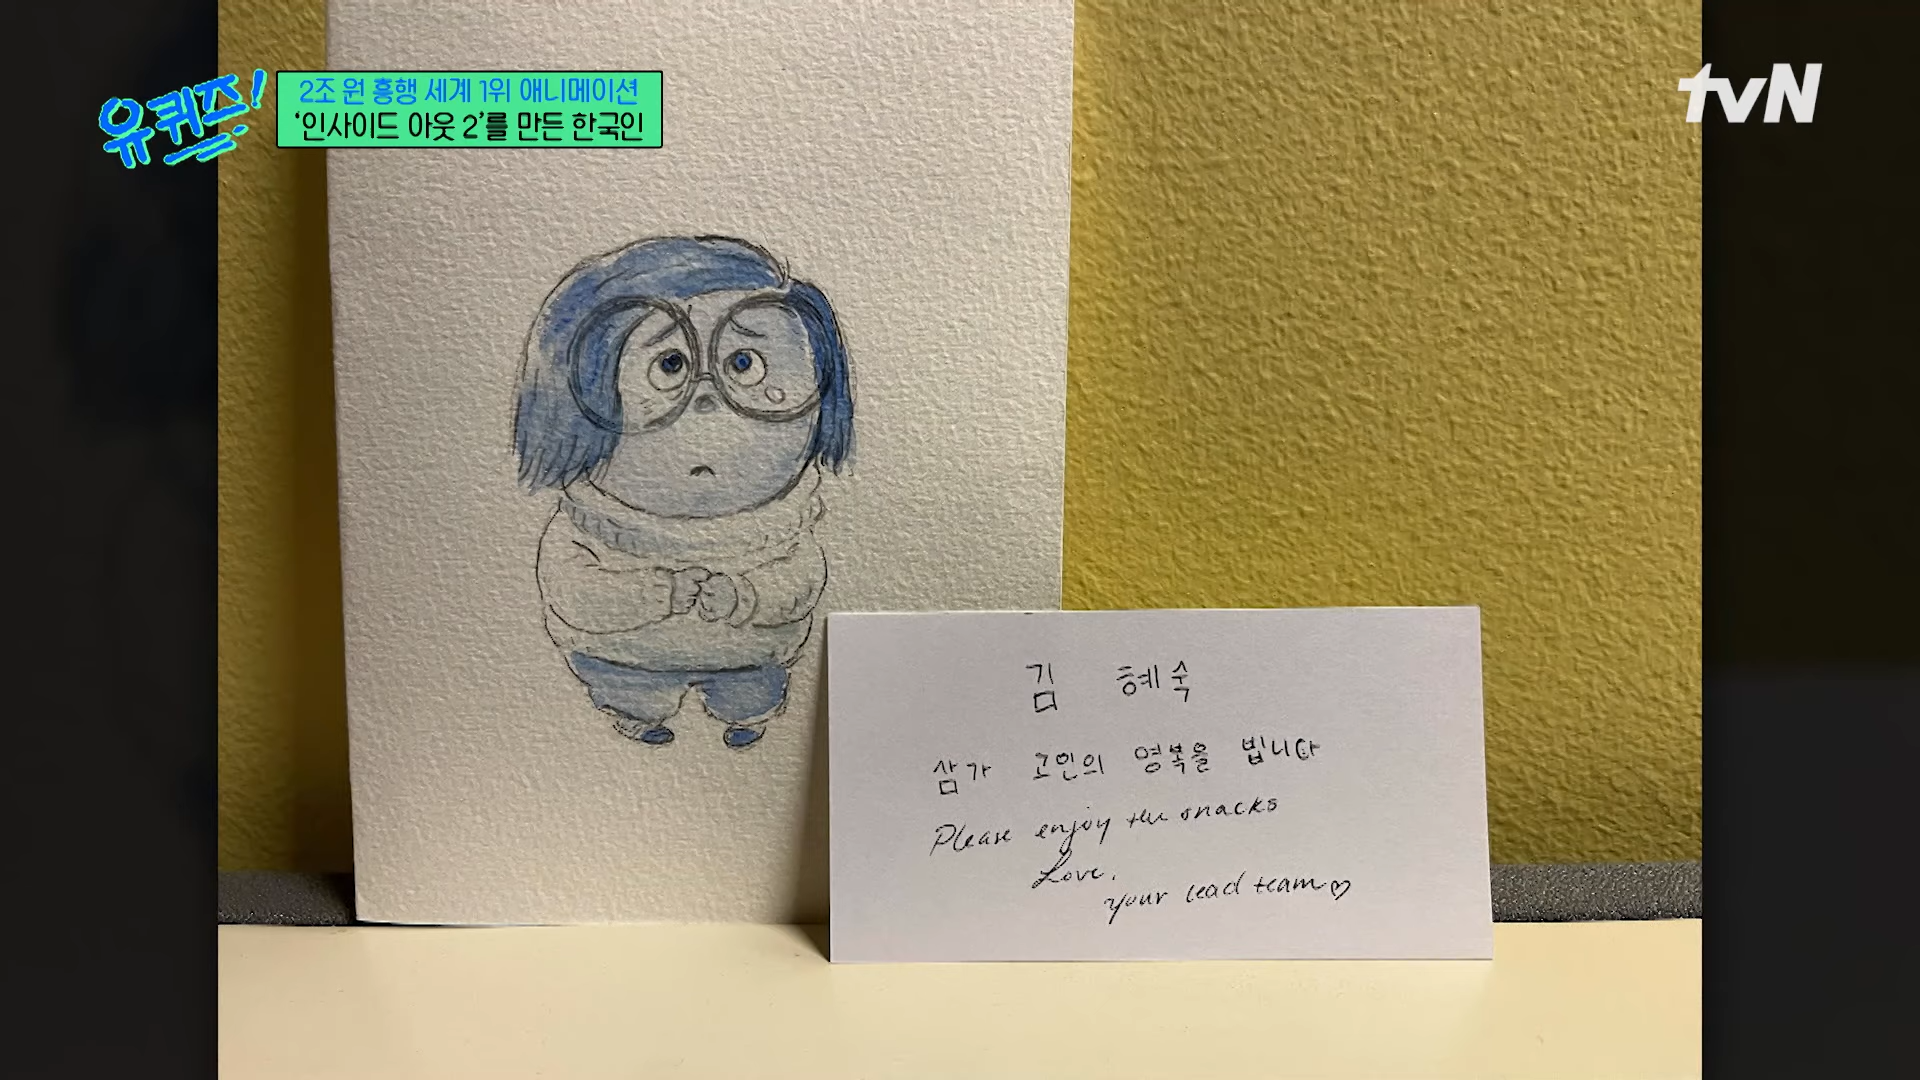 유퀴즈!
2조 원 흥행 세계 1위 애니메이션
‘인사이드 아웃 2’를 만든 한국인
tvN
김 혜숙
삼가 고인의 명복을 빕니다
Please enjoy the snacks
Love,
your lead team♡